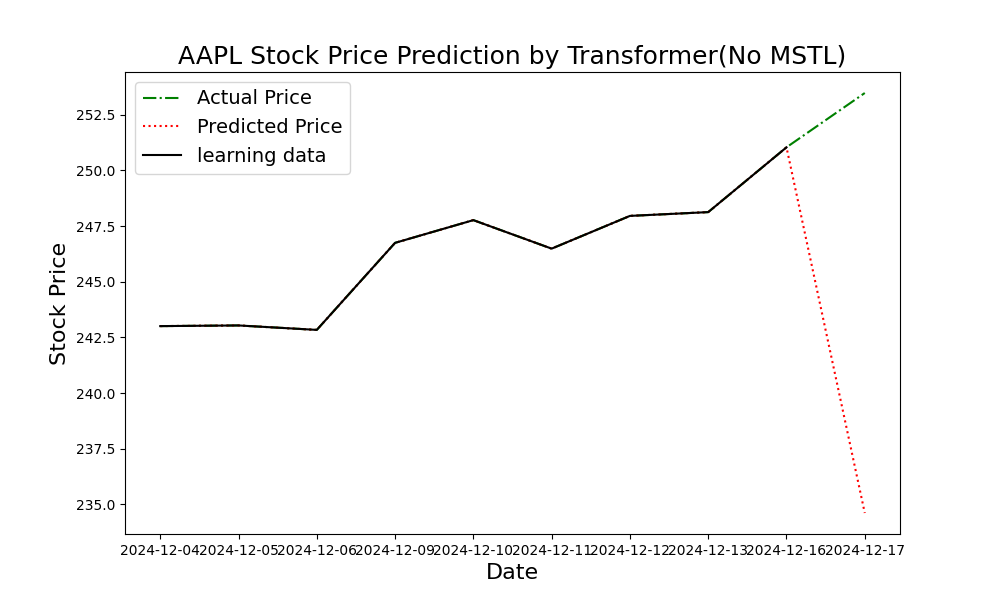 AAPL Stock Price Prediction by Transformer(No MSTL)
Actual Price
Predicted Price
learning data
252.5
250.0
247.5
245.0
242.5
240.0
237.5
235.0
Stock Price
2024-12-04 2024-12-05 2024-12-06 2024-12-09 2024-12-10 2024-12-11 2024-12-12 2024-12-13 2024-12-16 2024-12-17
Date